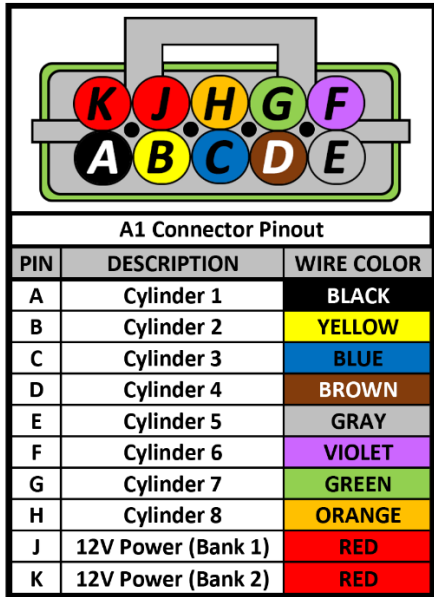 K J H G F
A B C D E
A1 Connector Pinout
PIN DESCRIPTION WIRE COLOR
A Cylinder 1 BLACK
B Cylinder 2 YELLOW
C Cylinder 3 BLUE
D Cylinder 4 BROWN
E Cylinder 5 GRAY
F Cylinder 6 VIOLET
G Cylinder 7 GREEN
H Cylinder 8 ORANGE
J 12V Power (Bank 1) RED
K 12V Power (Bank 2) RED